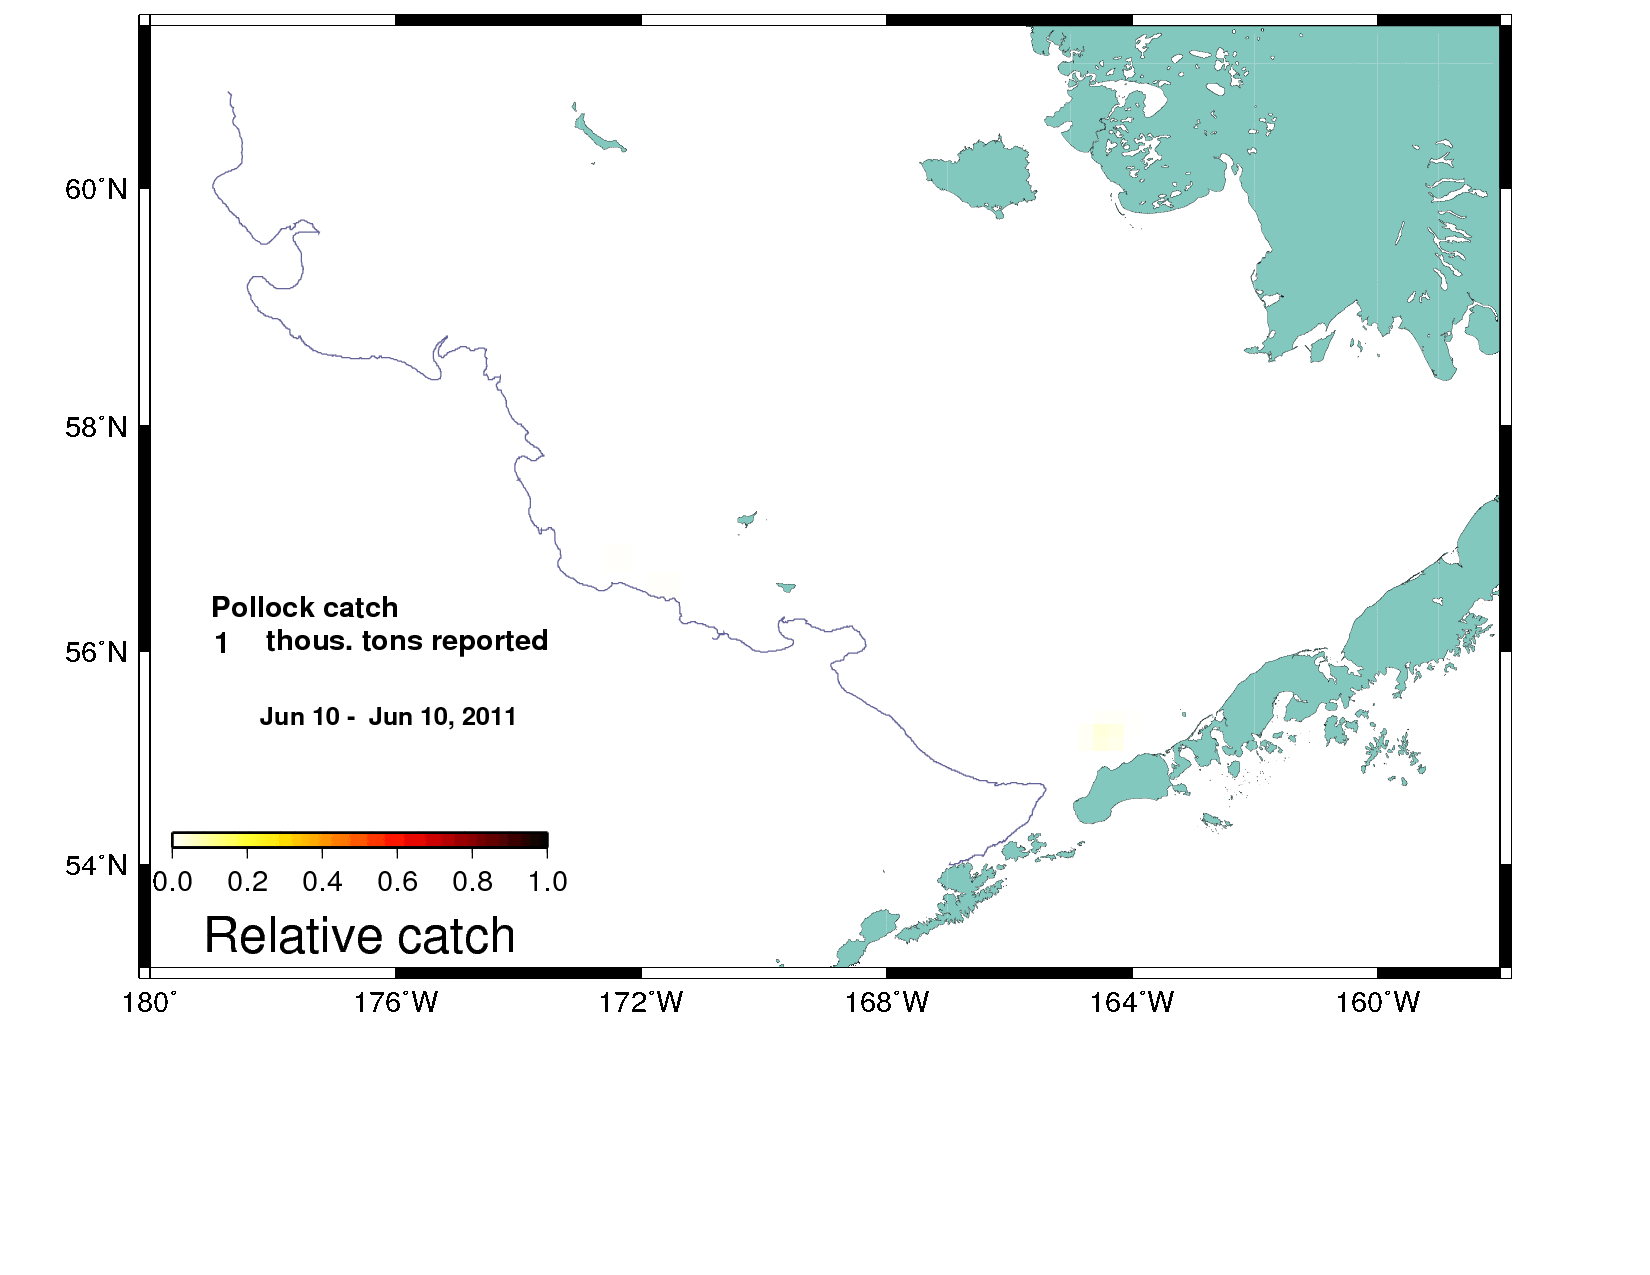 60°N
58°N
Pollock catch
1 thous. tons reported
56°N
Jun 10 - Jun 10, 2011
54°N
0.0 0.2 0.4 0.6 0.8 1.0
Relative catch
180° 176°W 172°W 168°W 164°W 160°W